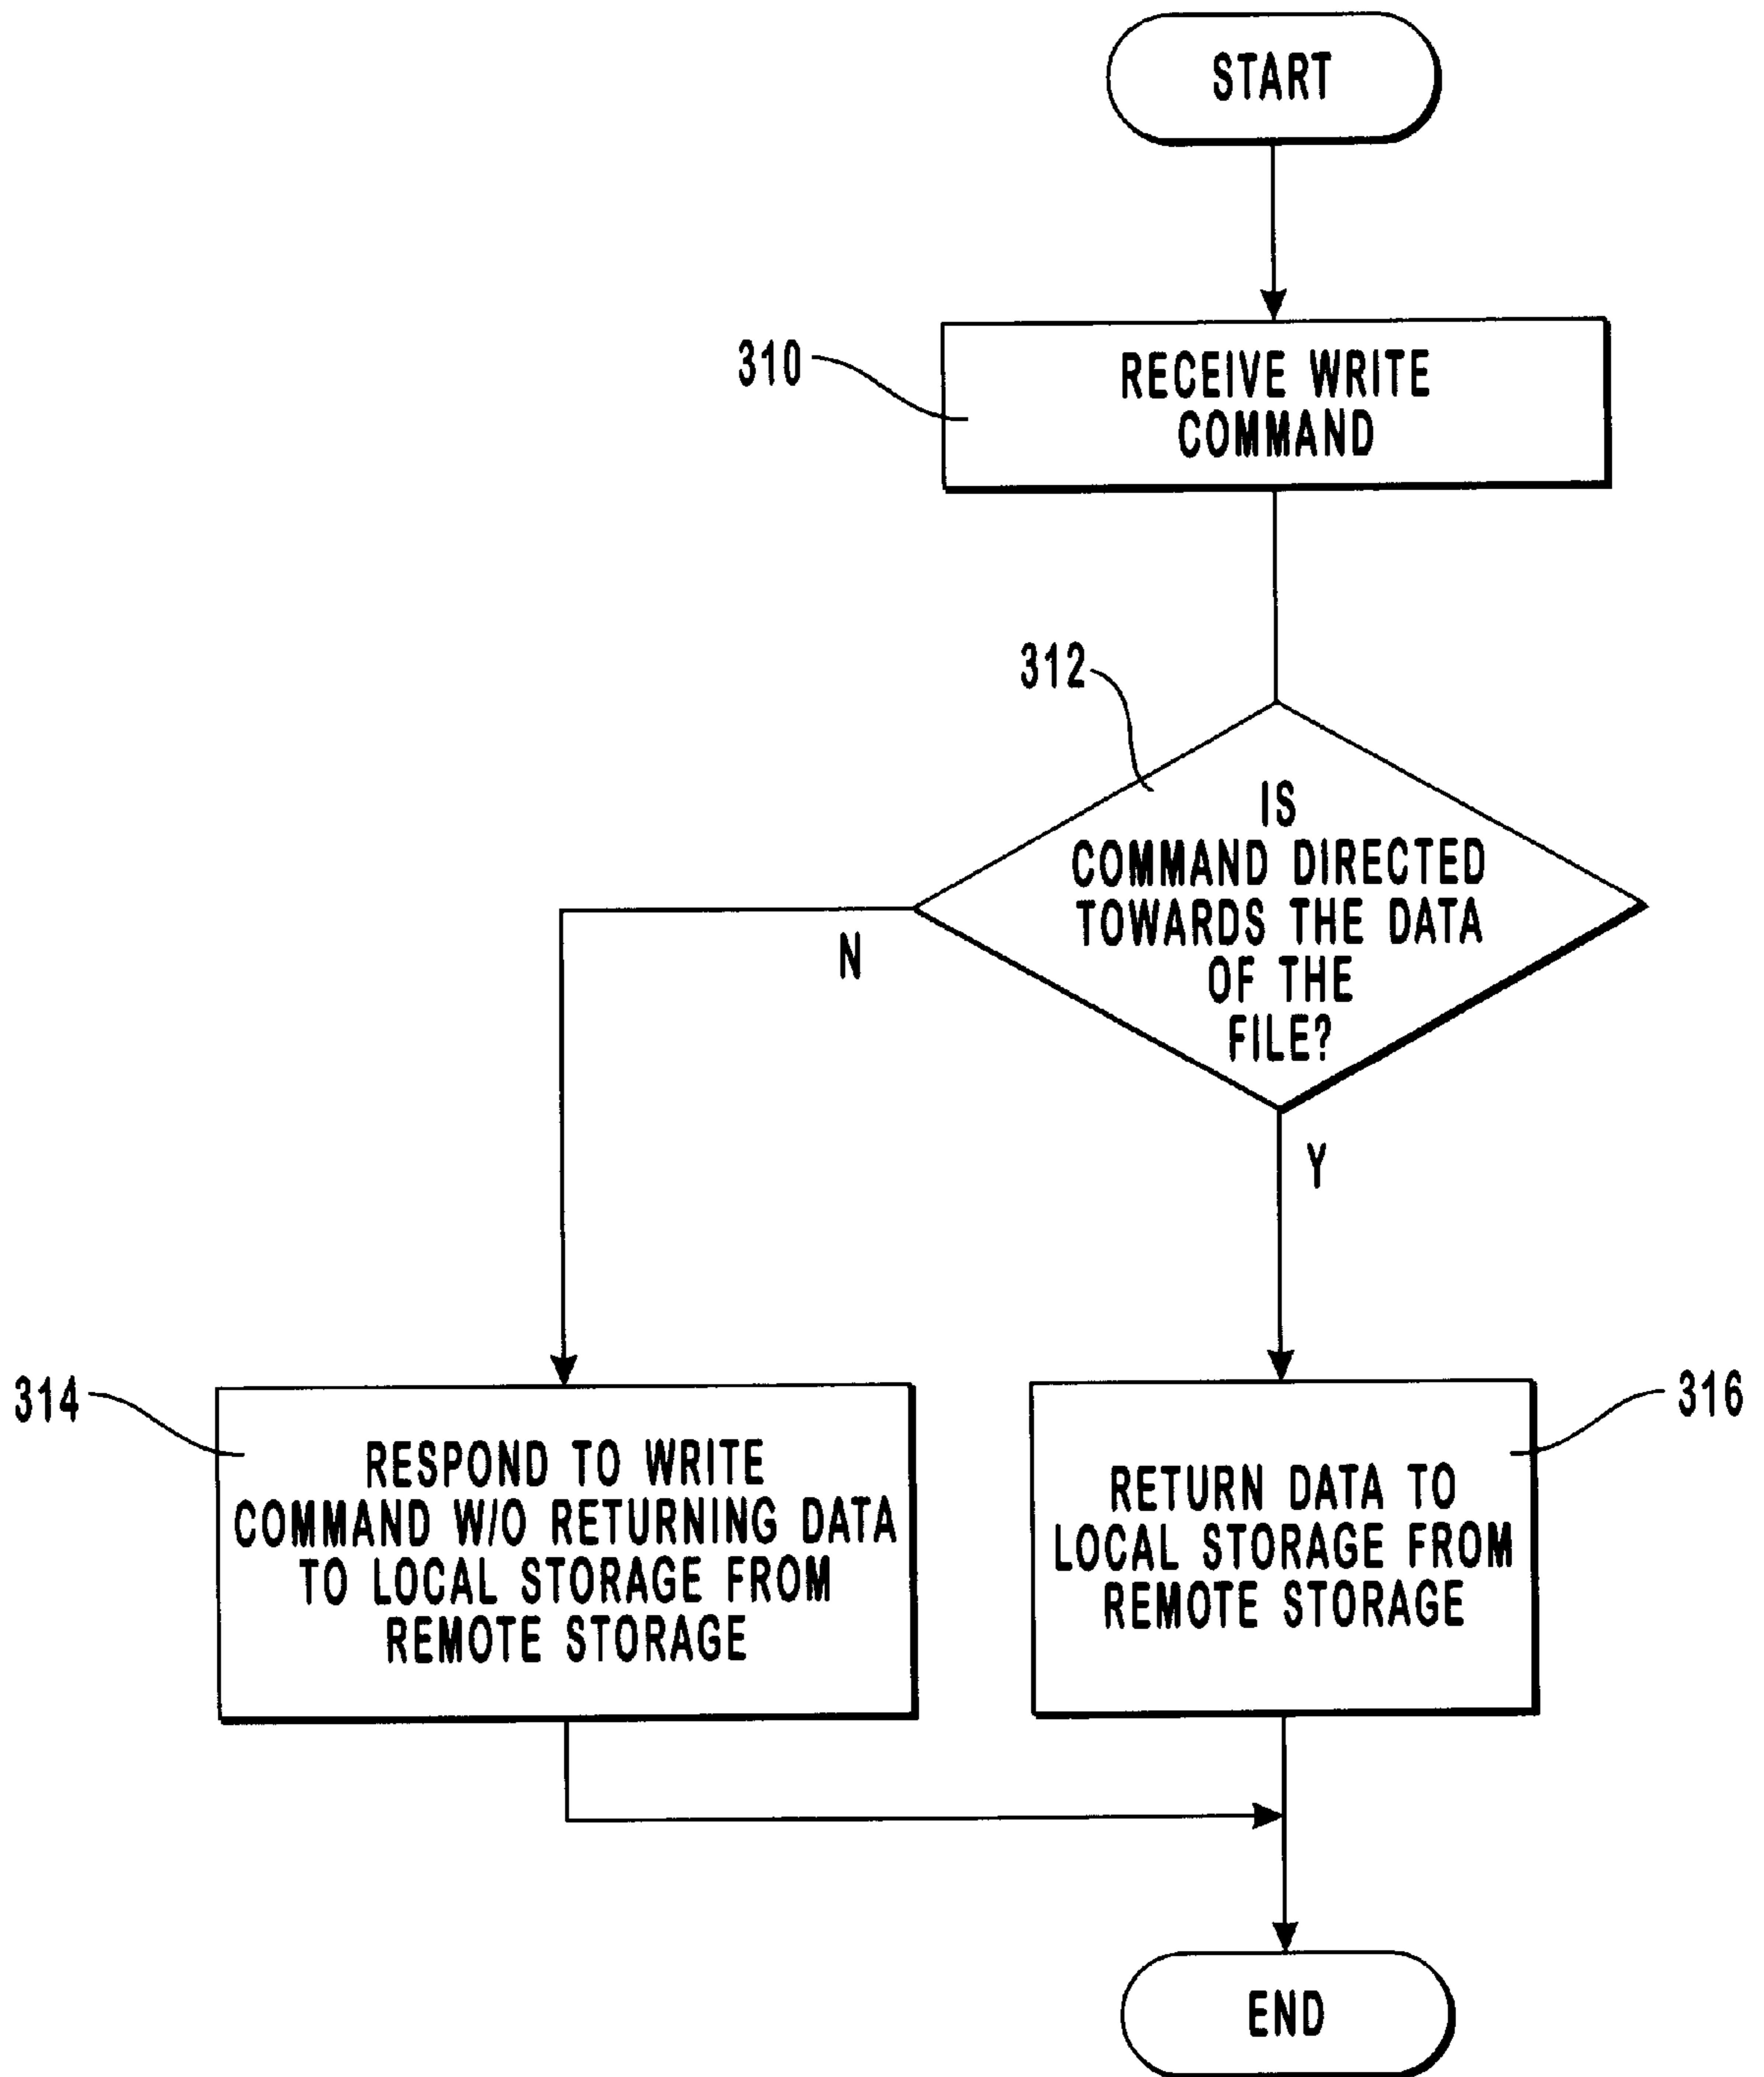 START
310
RECEIVE WRITE
COMMAND
312
IS
COMMAND DIRECTED
TOWARDS THE DATA
OF THE
FILE?
N
Y
314
RESPOND TO WRITE
COMMAND W/O RETURNING DATA
TO LOCAL STORAGE FROM
REMOTE STORAGE
316
RETURN DATA TO
LOCAL STORAGE FROM
REMOTE STORAGE
END